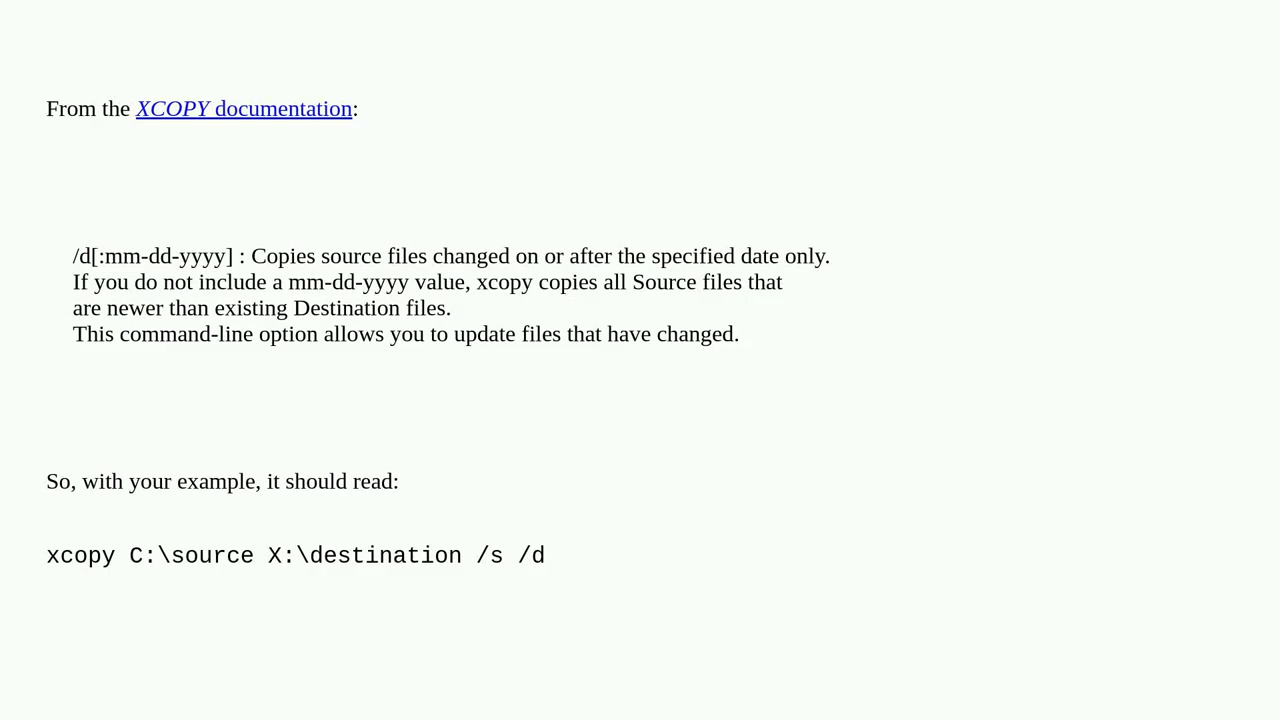 From the XCOPY documentation:
/d[:mm-dd-yyyy] : Copies source files changed on or after the specified date only.
If you do not include a mm-dd-yyyy value, xcopy copies all Source files that
are newer than existing Destination files.
This command-line option allows you to update files that have changed.
So, with your example, it should read:
xcopy C:\source X:\destination /s /d